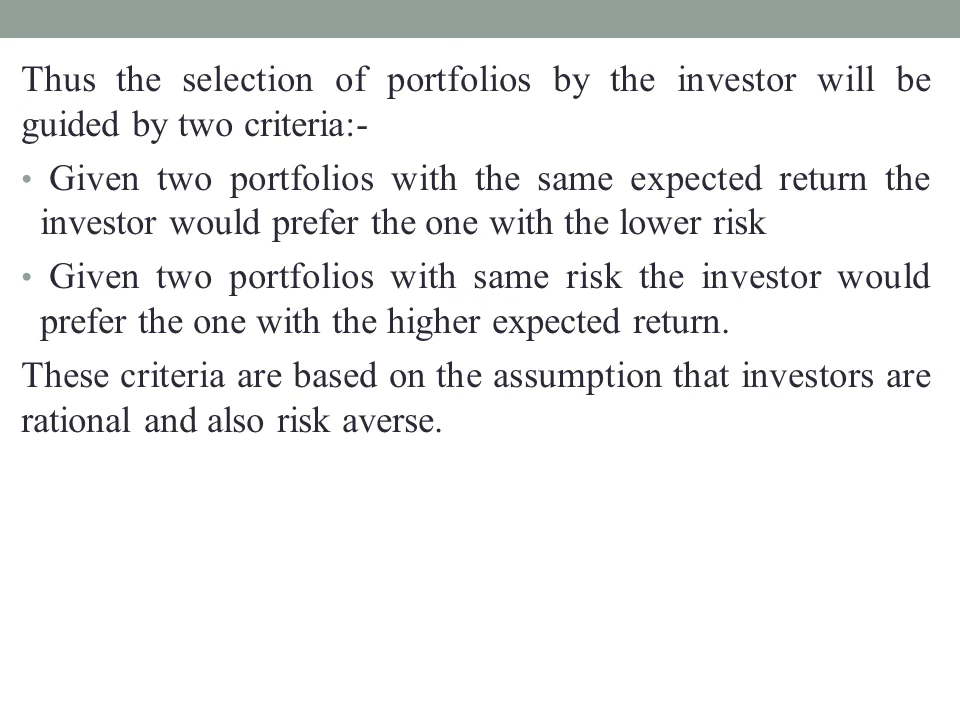 Thus the selection of portfolios by the investor will be
guided by two criteria:-
• Given two portfolios with the same expected return the
investor would prefer the one with the lower risk
• Given two portfolios with same risk the investor would
prefer the one with the higher expected return.
These criteria are based on the assumption that investors are
rational and also risk averse.